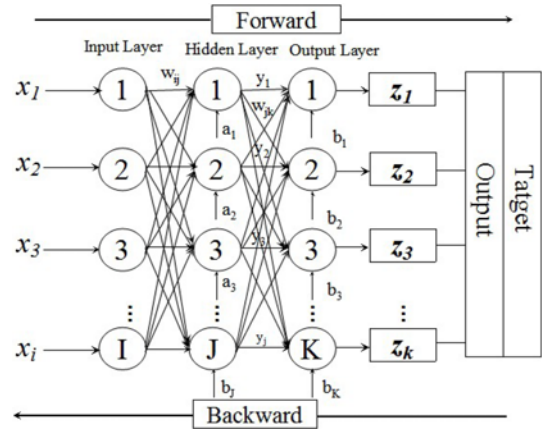 Forward
Input Layer Hidden Layer Output Layer
x1 1 wij 1 y1 wjk 1 z1
a1 b1
x2 2 2 y2 2 z2
a2 b2
x3 3 3 y3 3 z3
a3 b3
... ... ... ...
xi I J yj K zk
bJ bK
Output
Tatget
Backward